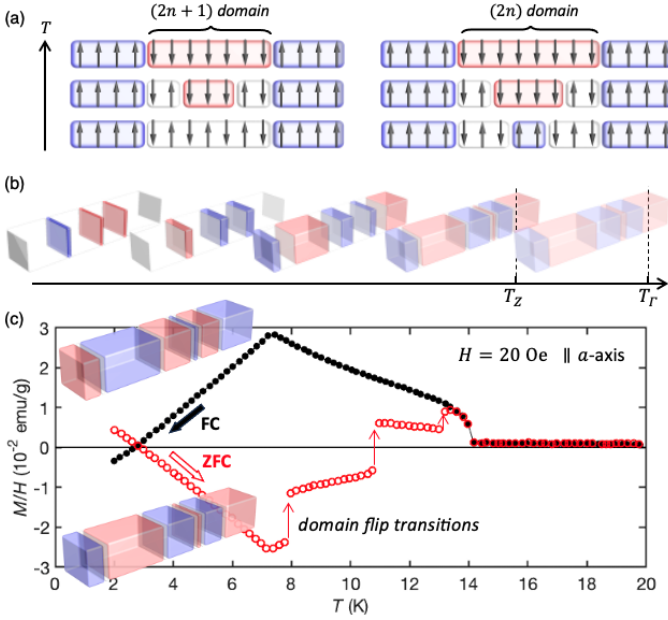 (a)
T
(2n + 1) domain
(2n) domain
(b)
T_Z
T_Γ
(c)
M/H (10⁻² emu/g)
3
2
1
0
-1
-2
-3
H = 20 Oe ∥ a-axis
FC
ZFC
domain flip transitions
0 2 4 6 8 10 12 14 16 18 20
T (K)